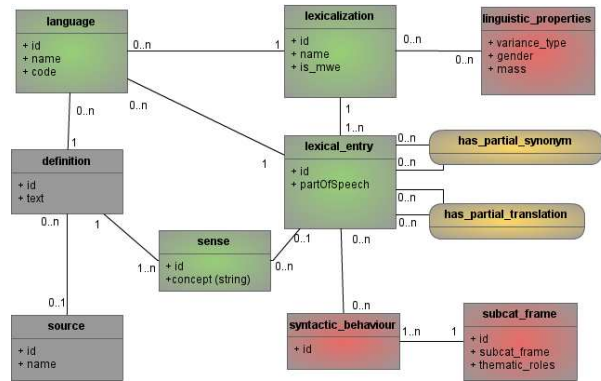 language
+ id
+ name
+ code
0..n
1
lexicalization
+ id
+ name
+ is_mwe
0..n
0..n
linguistic_properties
+ variance_type
+ gender
+ mass
0..n
0..n
1
1
1..n
1
definition
+ id
+ text
lexical_entry
+ id
+ partOfSpeech
0..n
0..n
has_partial_synonym
0..n
0..n
has_partial_translation
0..n
1
sense
+ id
+concept (string)
1..n
0..1
0..n
0..n
0..1
source
+ id
+ name
0..n
syntactic_behaviour
+ id
1..n
1
subcat_frame
+ id
+ subcat_frame
+ thematic_roles